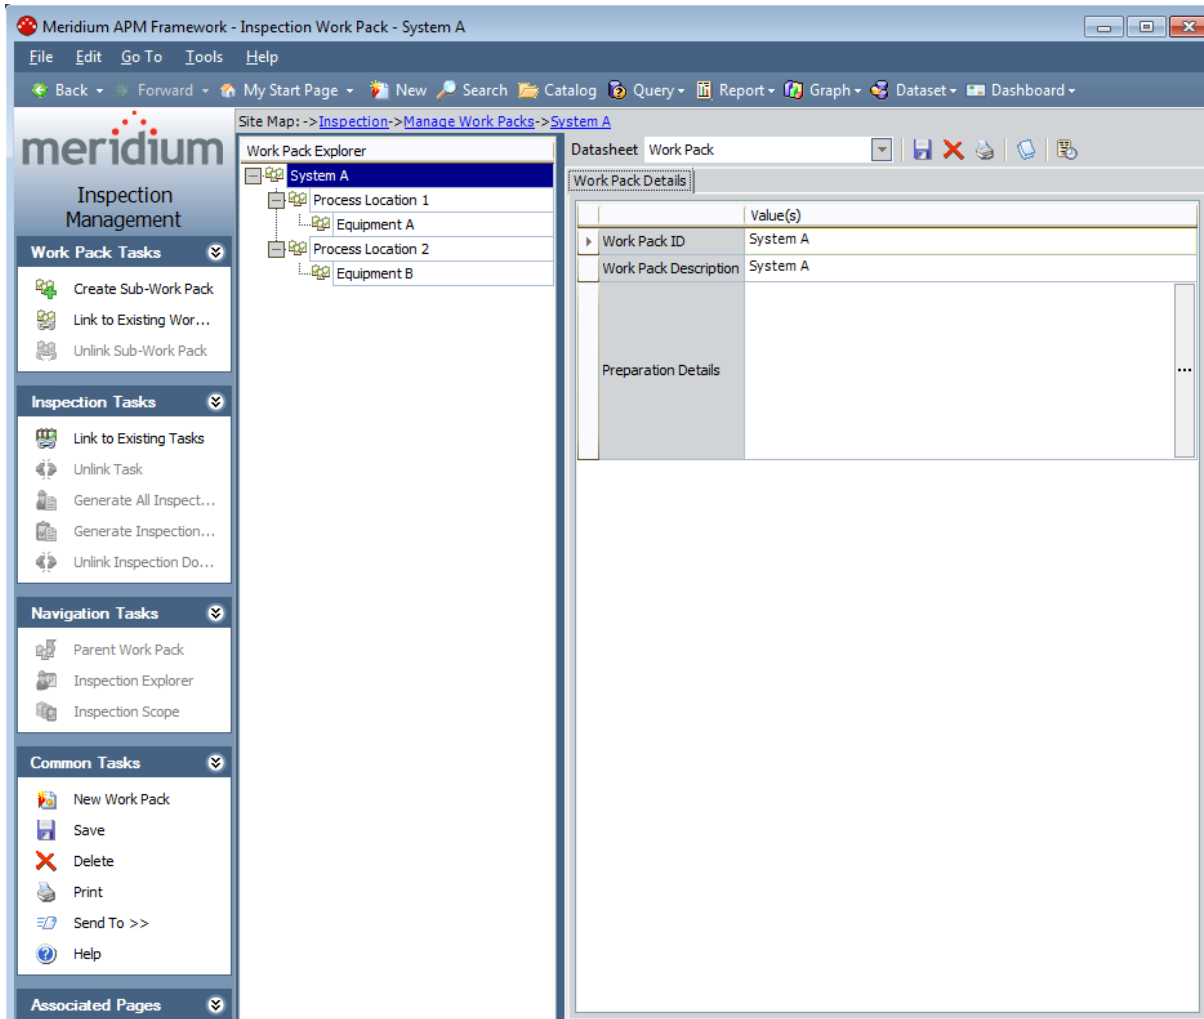 Meridium APM Framework - Inspection Work Pack - System A
File Edit Go To Tools Help
Back Forward My Start Page New Search Catalog Query Report Graph Dataset Dashboard
meridium
Inspection
Management
Work Pack Tasks
Create Sub-Work Pack
Link to Existing Wor...
Unlink Sub-Work Pack
Inspection Tasks
Link to Existing Tasks
Unlink Task
Generate All Inspect...
Generate Inspection...
Unlink Inspection Do...
Navigation Tasks
Parent Work Pack
Inspection Explorer
Inspection Scope
Common Tasks
New Work Pack
Save
Delete
Print
Send To >>
Help
Associated Pages
Site Map: ->Inspection->Manage Work Packs->System A
Work Pack Explorer
System A
Process Location 1
Equipment A
Process Location 2
Equipment B
Datasheet Work Pack
Work Pack Details
Value(s)
Work Pack ID System A
Work Pack Description System A
Preparation Details ...